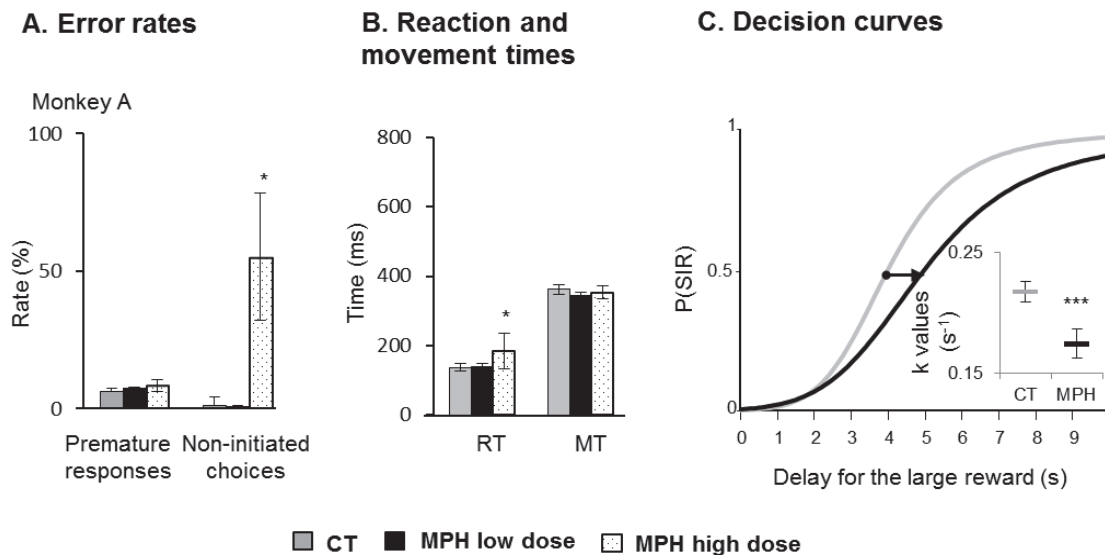 A. Error rates
B. Reaction and
movement times
C. Decision curves
Monkey A
100
50
0
Rate (%)
*
Premature
responses
Non-initiated
choices
800
600
400
200
0
Time (ms)
*
RT
MT
1
0.5
0
P(SIR)
0 1 2 3 4 5 6 7 8 9
Delay for the large reward (s)
0.25
0.15
k values
(s⁻¹)
***
CT
MPH
CT
MPH low dose
MPH high dose